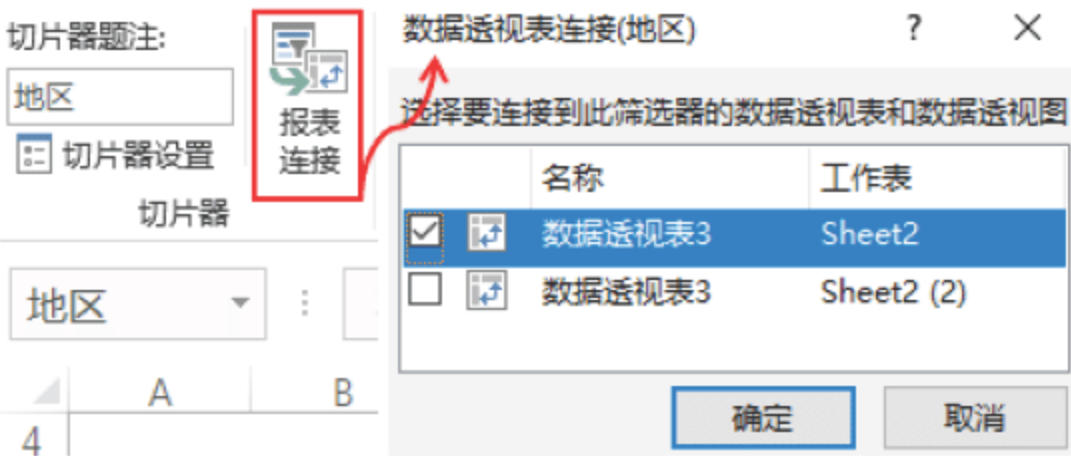 切片器题注:
地区
切片器设置
切片器
报表
连接
地区
A B
4
数据透视表连接(地区) ? ×
选择要连接到此筛选器的数据透视表和数据透视图
名称 工作表
数据透视表3 Sheet2
数据透视表3 Sheet2 (2)
确定 取消